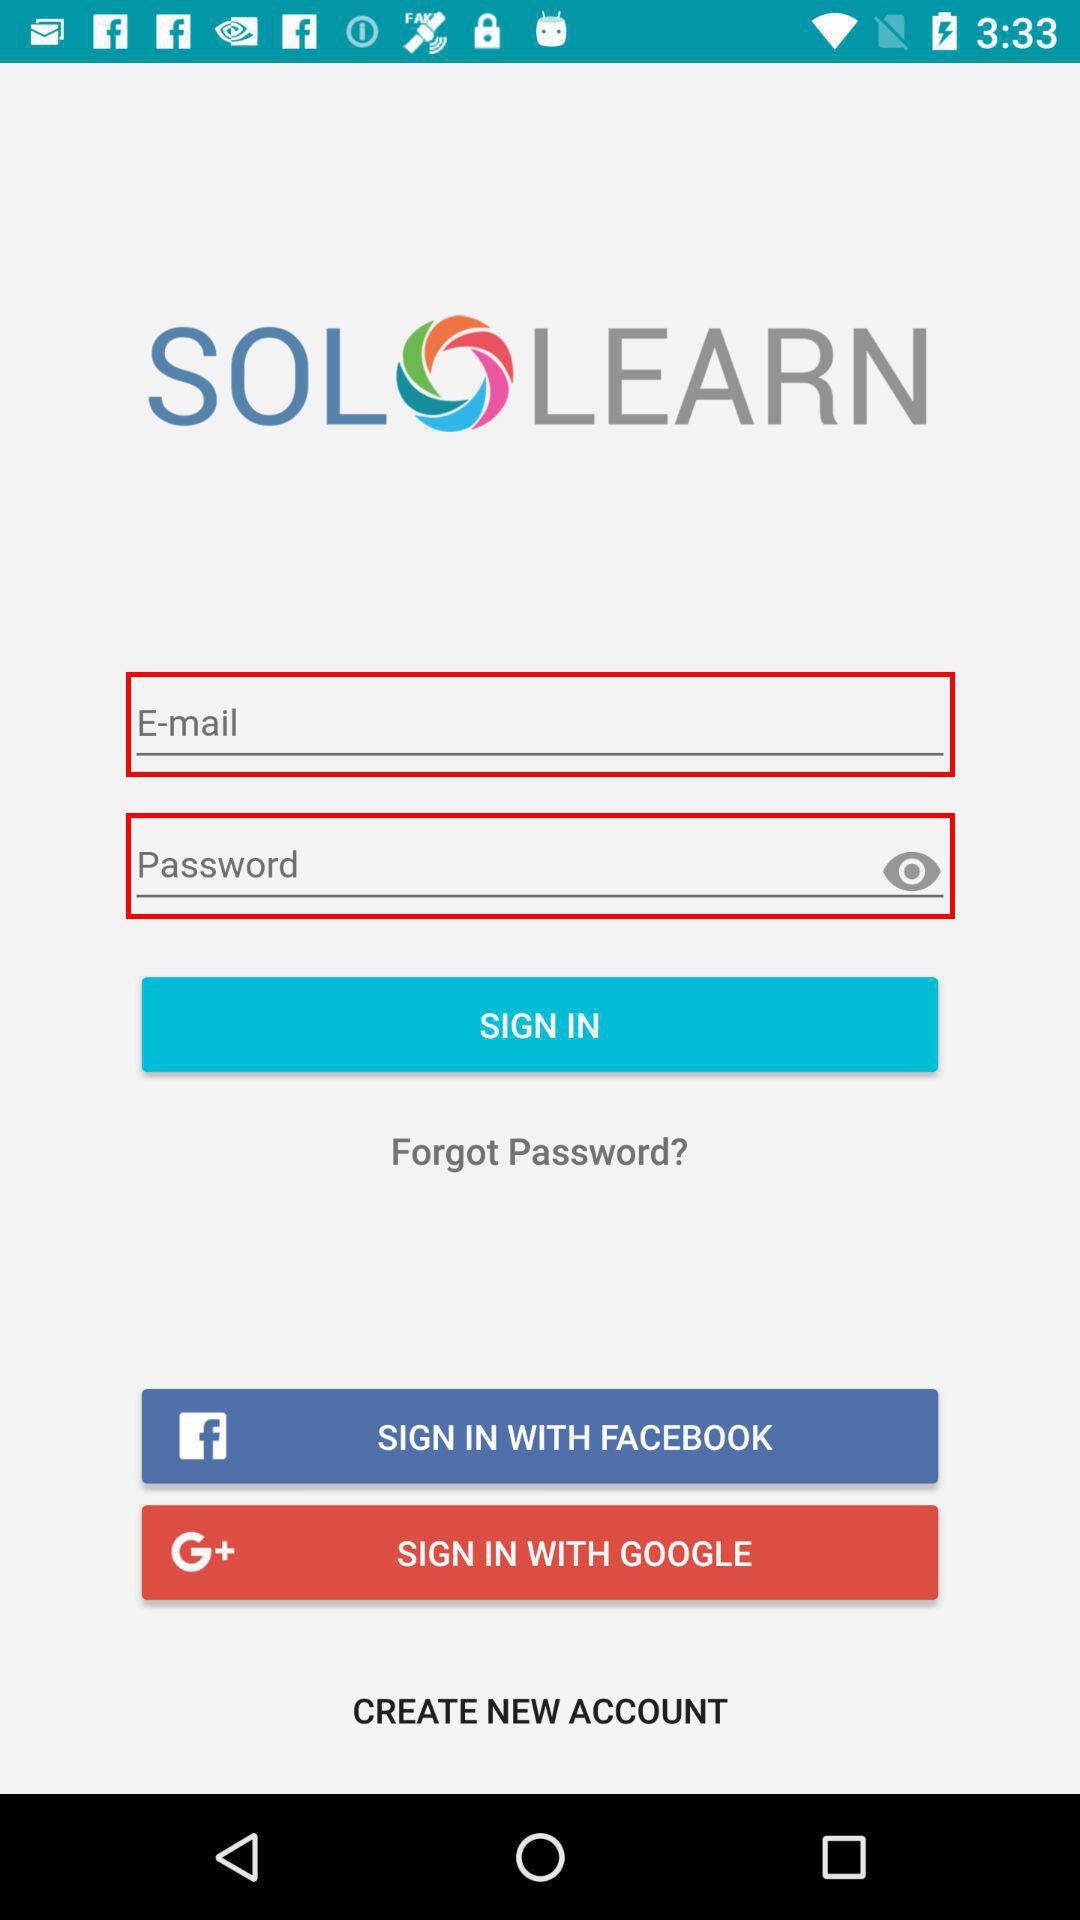 FAKE
3:33
SOLOLEARN
E-mail
Password
SIGN IN
Forgot Password?
SIGN IN WITH FACEBOOK
G+ SIGN IN WITH GOOGLE
CREATE NEW ACCOUNT